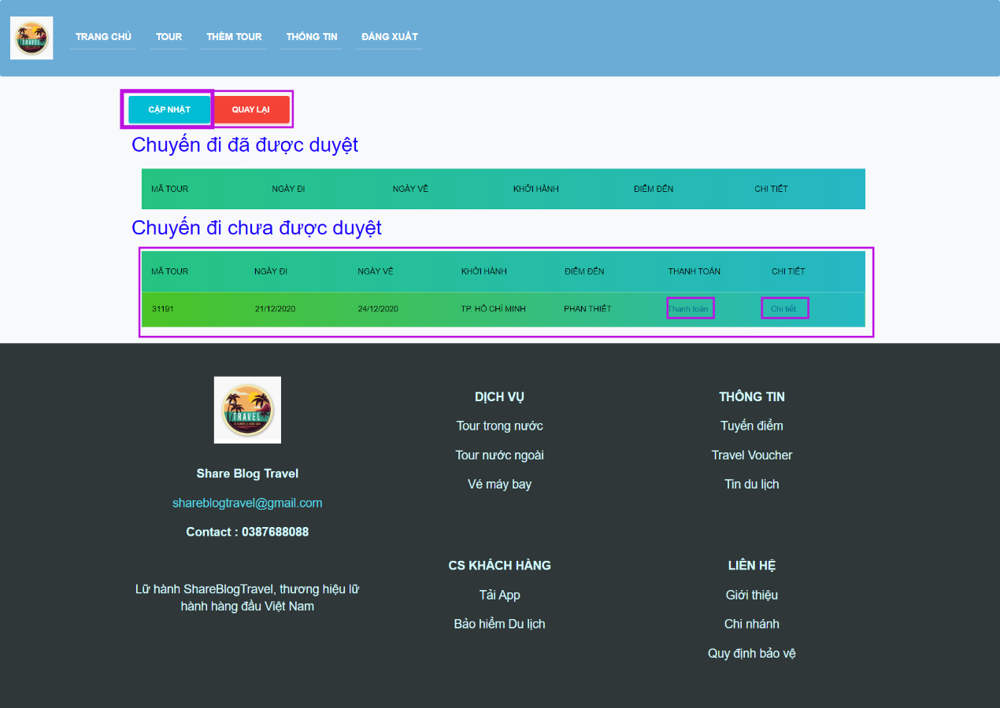 TRAVEL
TRANG CHỦ TOUR THÊM TOUR THÔNG TIN ĐĂNG XUẤT
CẬP NHẬT QUAY LẠI
Chuyến đi đã được duyệt
MÃ TOUR NGÀY ĐI NGÀY VỀ KHỞI HÀNH ĐIỂM ĐẾN CHI TIẾT
Chuyến đi chưa được duyệt
MÃ TOUR NGÀY ĐI NGÀY VỀ KHỞI HÀNH ĐIỂM ĐẾN THANH TOÁN CHI TIẾT
31191 21/12/2020 24/12/2020 TP. HỒ CHÍ MINH PHAN THIẾT Thanh toán Chi tiết
TRAVEL
Share Blog Travel
shareblogtravel@gmail.com
Contact : 0387688088
Lữ hành ShareBlogTravel, thương hiệu lữ
hành hàng đầu Việt Nam
DỊCH VỤ
Tour trong nước
Tour nước ngoài
Vé máy bay
THÔNG TIN
Tuyến điểm
Travel Voucher
Tin du lịch
CS KHÁCH HÀNG
Tải App
Bảo hiểm Du lịch
LIÊN HỆ
Giới thiệu
Chi nhánh
Quy định bảo vệ